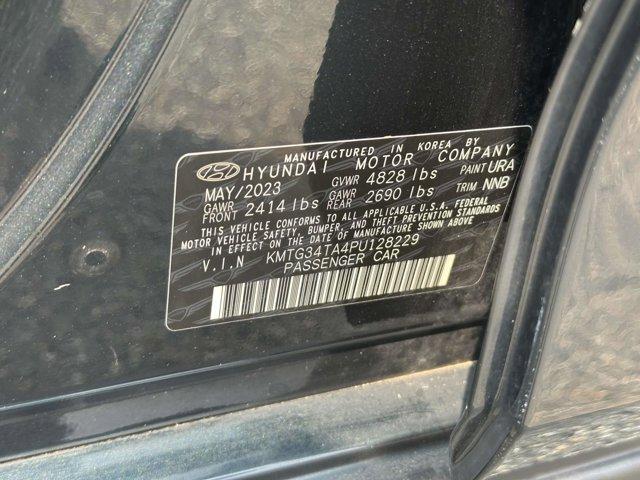 MANUFACTURED IN KOREA BY
HYUNDAI MOTOR COMPANY
MAY/2023 GVWR 4828 lbs PAINT URA
GAWR FRONT 2414 lbs GAWR REAR 2690 lbs TRIM NNB
THIS VEHICLE CONFORMS TO ALL APPLICABLE U.S.A. FEDERAL
MOTOR VEHICLE SAFETY, BUMPER, AND THEFT PREVENTION STANDARDS
IN EFFECT ON THE DATE OF MANUFACTURE SHOWN ABOVE
V.I.N KMTG34TA4PU128229
PASSENGER CAR